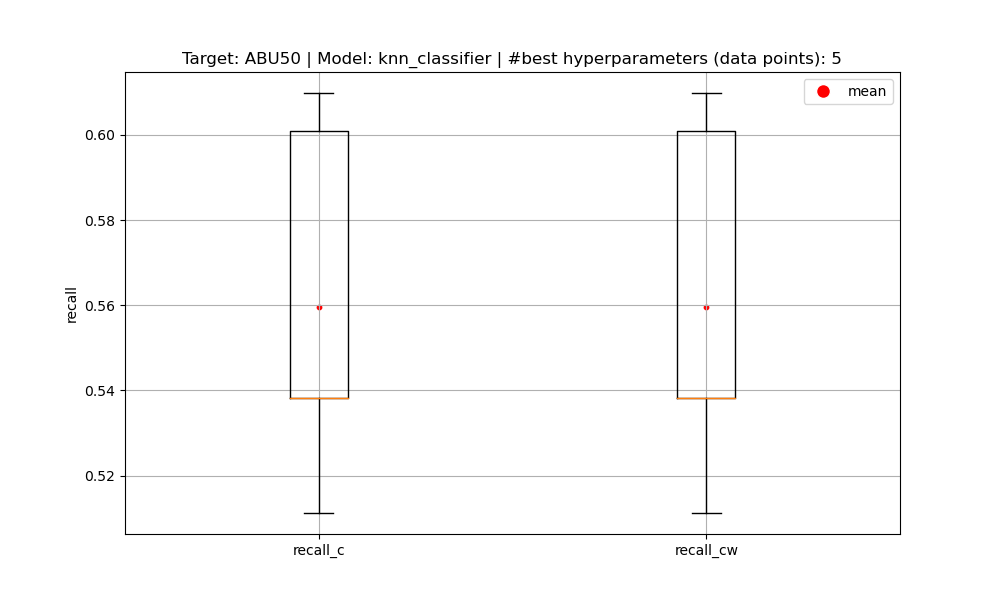 Target: ABU50 | Model: knn_classifier | #best hyperparameters (data points): 5
mean
0.60
0.58
0.56
0.54
0.52
recall
recall_c
recall_cw